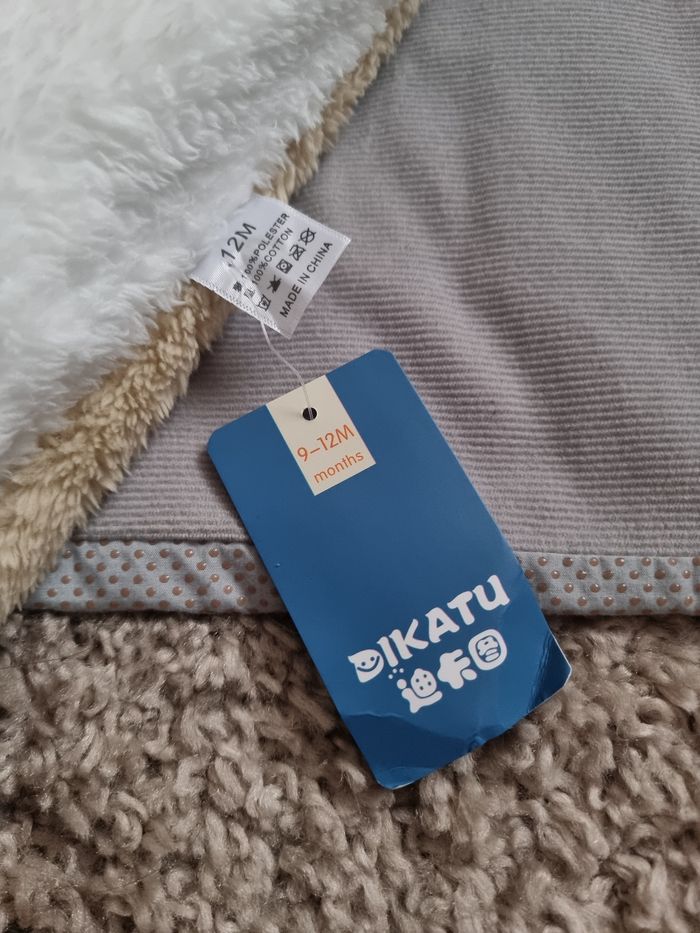 12M
100%POLESTER
100%COTTON
MADE IN CHINA
9-12M
months
DIKATU
迪卡图